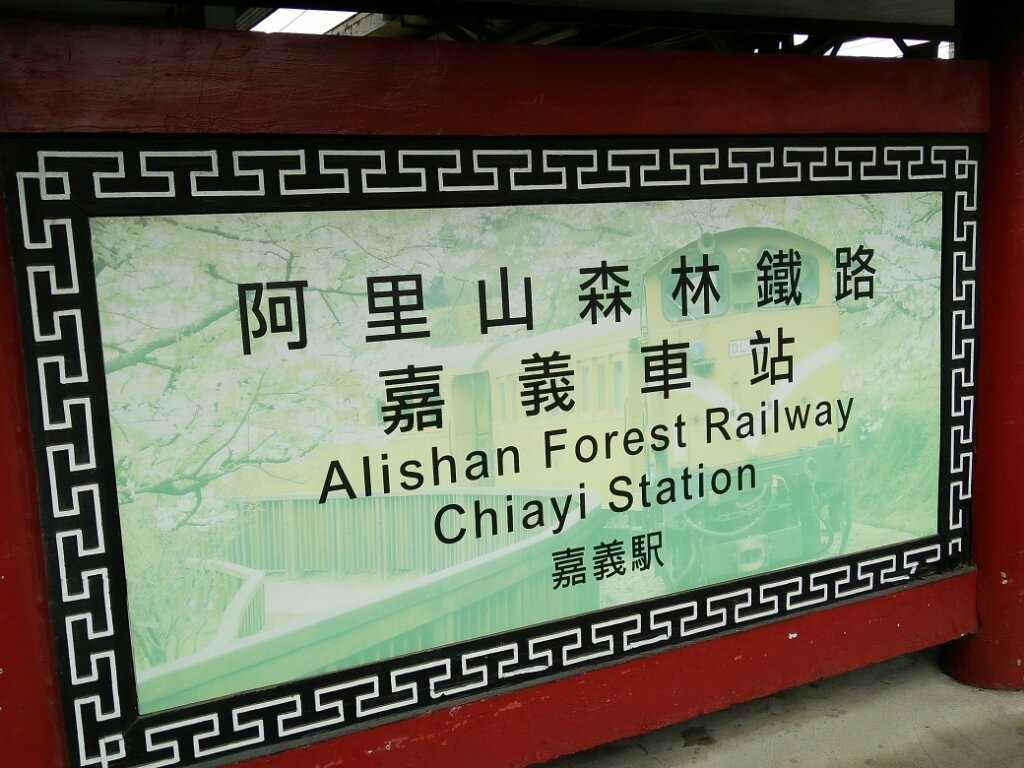 阿里山森林鐵路
嘉義車站
Alishan Forest Railway
Chiayi Station
嘉義駅